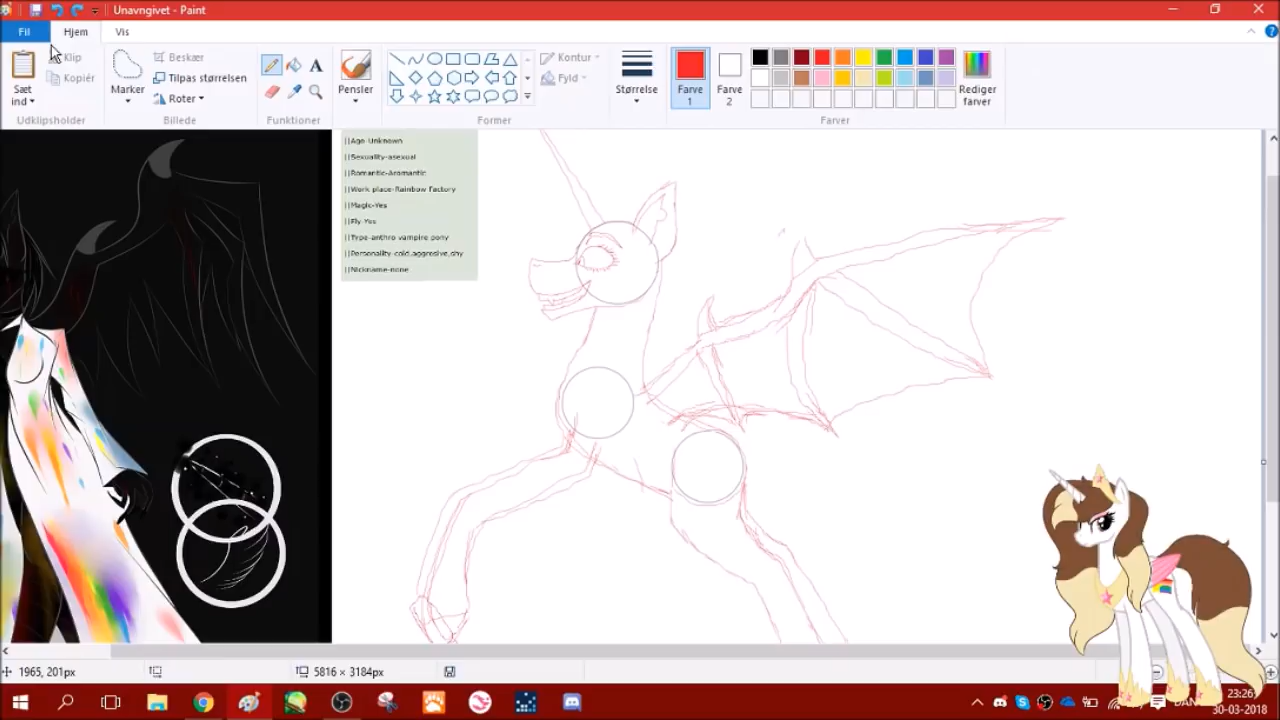 Unavngivet - Paint
Fil Hjem Vis
Sæt ind
Klip
Kopiér
Udklipsholder
Marker
Beskær
Tilpas størrelsen
Roter
Billede
A
Funktioner
Pensler
Kontur
Fyld
Former
Størrelse
Farve 1
Farve 2
Rediger farver
Farver
||Age-Unknown
||Sexuality-asexual
||Romantic-Aromantic
||Work place-Rainbow Factory
||Magic-Yes
||Fly-Yes
||Type-anthro vampire pony
||Personality-cold,aggrosive,shy
||Nickname-none
1965, 201px
5816 × 3184px
23:26
30-03-2018